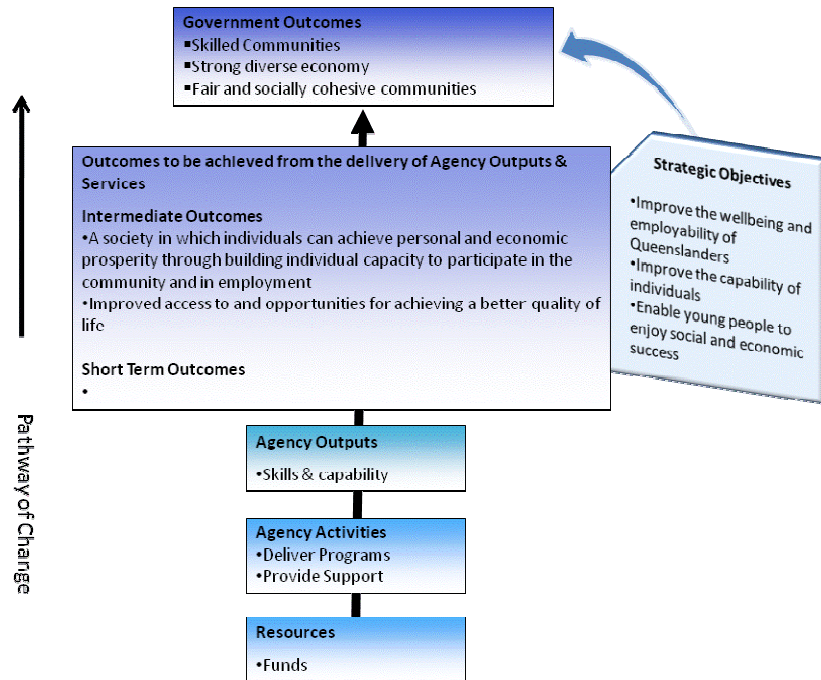 Government Outcomes
▪Skilled Communities
▪Strong diverse economy
▪Fair and socially cohesive communities
Outcomes to be achieved from the delivery of Agency Outputs &
Services
Intermediate Outcomes
•A society in which individuals can achieve personal and economic
prosperity through building individual capacity to participate in the
community and in employment
•Improved access to and opportunities for achieving a better quality of
life
Short Term Outcomes
•
Strategic Objectives
•Improve the wellbeing and
employability of
Queenslanders
•Improve the capability of
individuals
•Enable young people to
enjoy social and economic
success
Pathway of Change
Agency Outputs
•Skills & capability
Agency Activities
•Deliver Programs
•Provide Support
Resources
•Funds